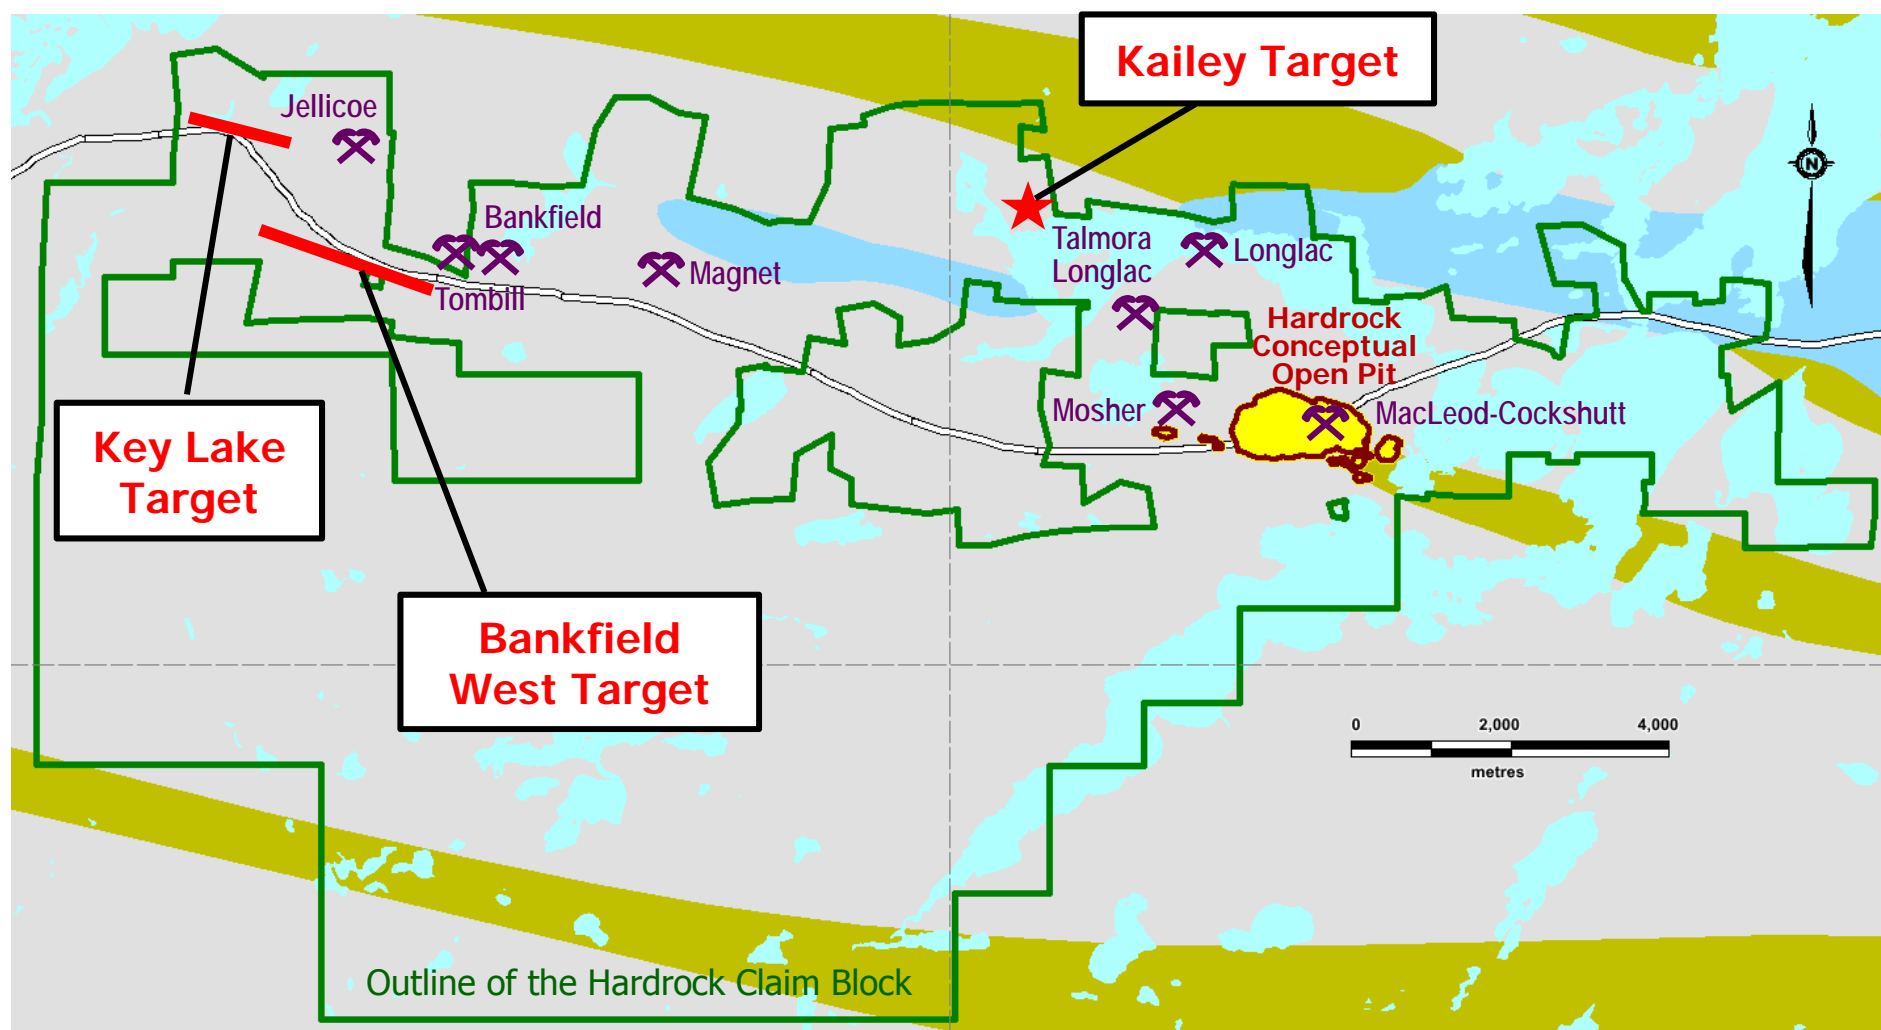 Kailey Target
Jellicoe
N
Bankfield
Talmora
Longlac
Longlac
Magnet
Tombill
Hardrock
Conceptual
Open Pit
Mosher
MacLeod-Cockshutt
Key Lake
Target
Bankfield
West Target
0 2,000 4,000
metres
Outline of the Hardrock Claim Block